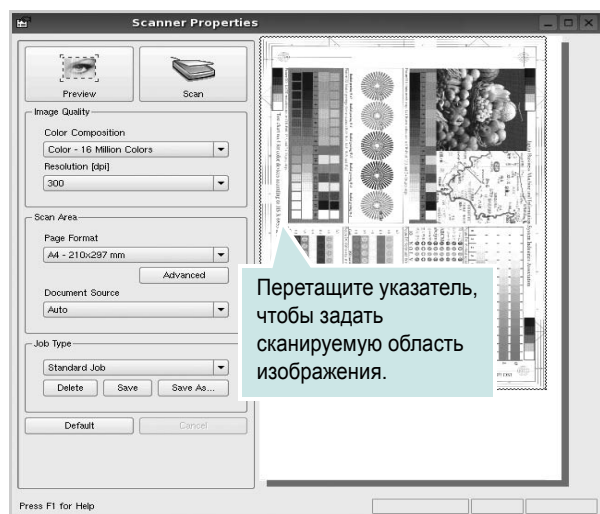 Scanner Properties
Preview
Scan
Image Quality
Color Composition
Color - 16 Million Colors
Resolution [dpi]
300
Scan Area
Page Format
A4 - 210x297 mm
Advanced
Document Source
Auto
Job Type
Standard Job
Delete
Save
Save As...
Default
Cancel
Press F1 for Help
Перетащите указатель,
чтобы задать
сканируемую область
изображения.